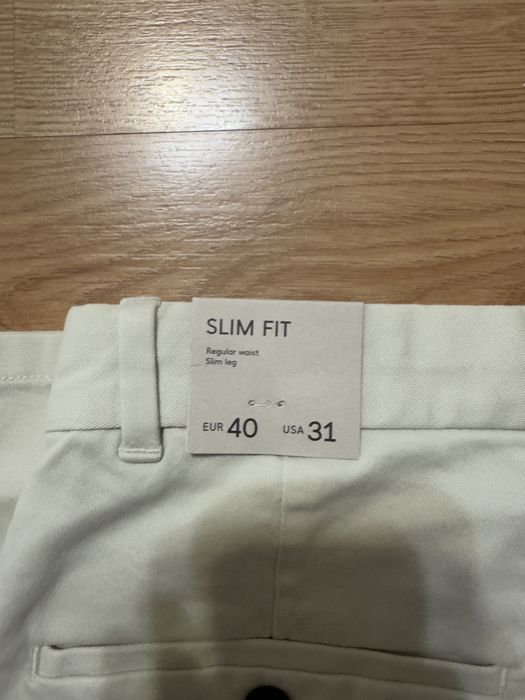 SLIM FIT
Regular waist
Slim leg
EUR 40 USA 31